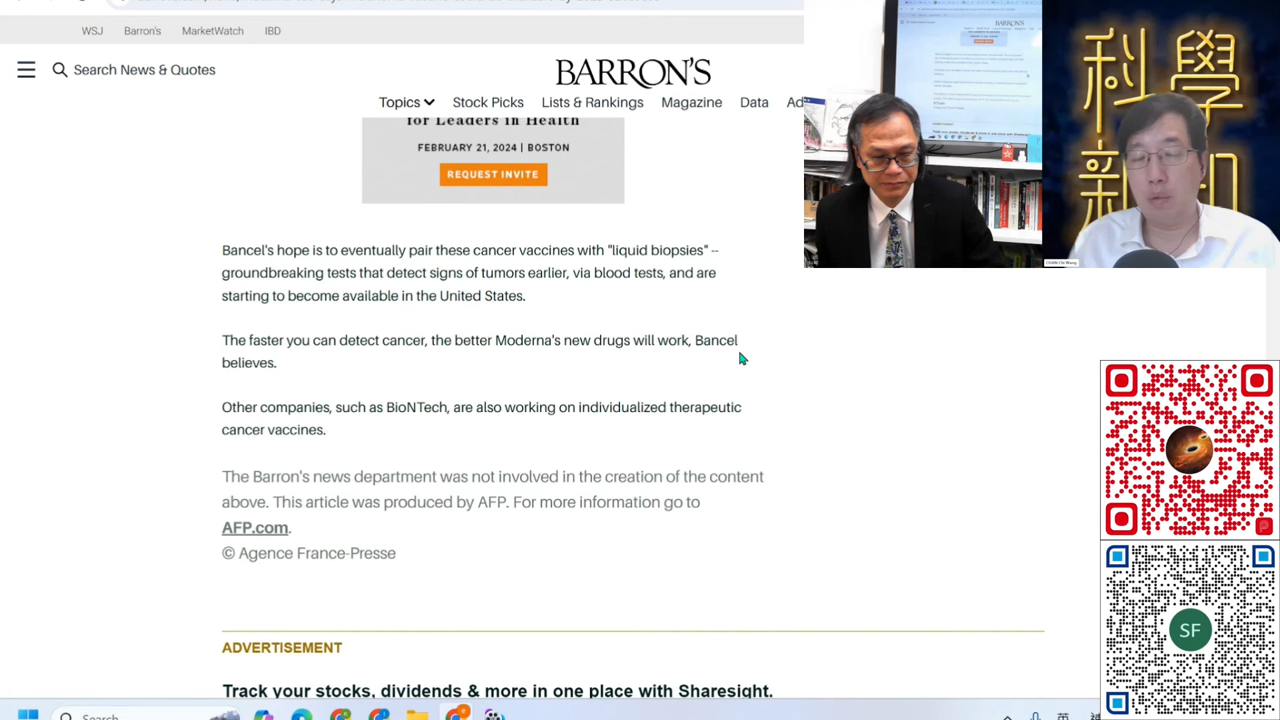 WSJ Barron's MarketWatch IBD
Search News & Quotes
BARRON'S
Topics Stock Picks Lists & Rankings Magazine Data Ad
for Leaders in Health
FEBRUARY 21, 2024 | BOSTON
REQUEST INVITE
Bancel's hope is to eventually pair these cancer vaccines with "liquid biopsies" --
groundbreaking tests that detect signs of tumors earlier, via blood tests, and are
starting to become available in the United States.
The faster you can detect cancer, the better Moderna's new drugs will work, Bancel
believes.
Other companies, such as BioNTech, are also working on individualized therapeutic
cancer vaccines.
The Barron's news department was not involved in the creation of the content
above. This article was produced by AFP. For more information go to
AFP.com.
© Agence France-Presse
ADVERTISEMENT
Track your stocks, dividends & more in one place with Sharesight.
Search
BARRON'S
科學
新知
SF